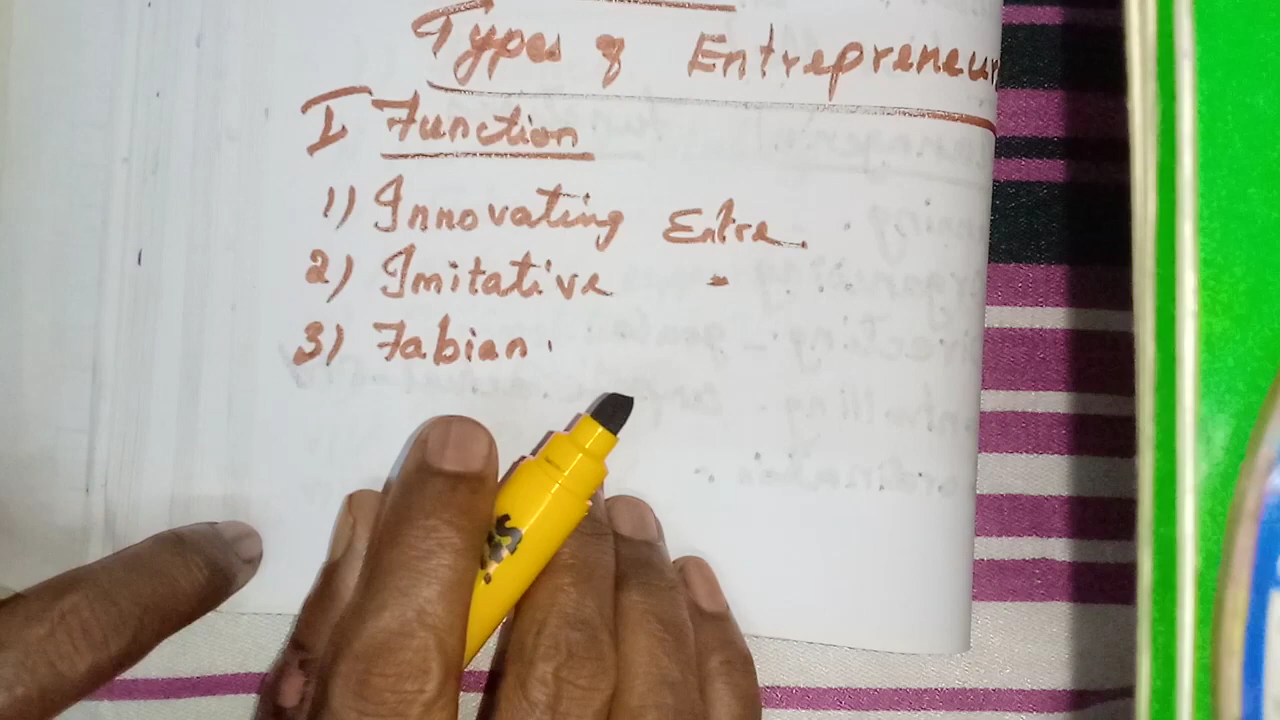 Types of Entrepreneur
I Function
1) Innovating Entre
2) Imitative "
3) Fabian.